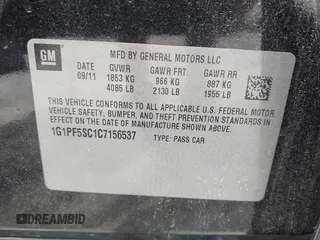 GM
MFD BY GENERAL MOTORS LLC
09/11 GVWR GAWR FRT GAWR RR
1853 KG 966 KG 887 KG
4085 LB 2130 LB 1955 LB
THIS VEHICLE CONFORMS TO ALL APPLICABLE U.S. FEDERAL MOTOR
VEHICLE SAFETY, BUMPER, AND THEFT PREVENTION STANDARDS IN
EFFECT ON THE DATE OF MANUFACTURE SHOWN ABOVE.
1G1PF5SC1C7156537 TYPE: PASS CAR
DREAMBID